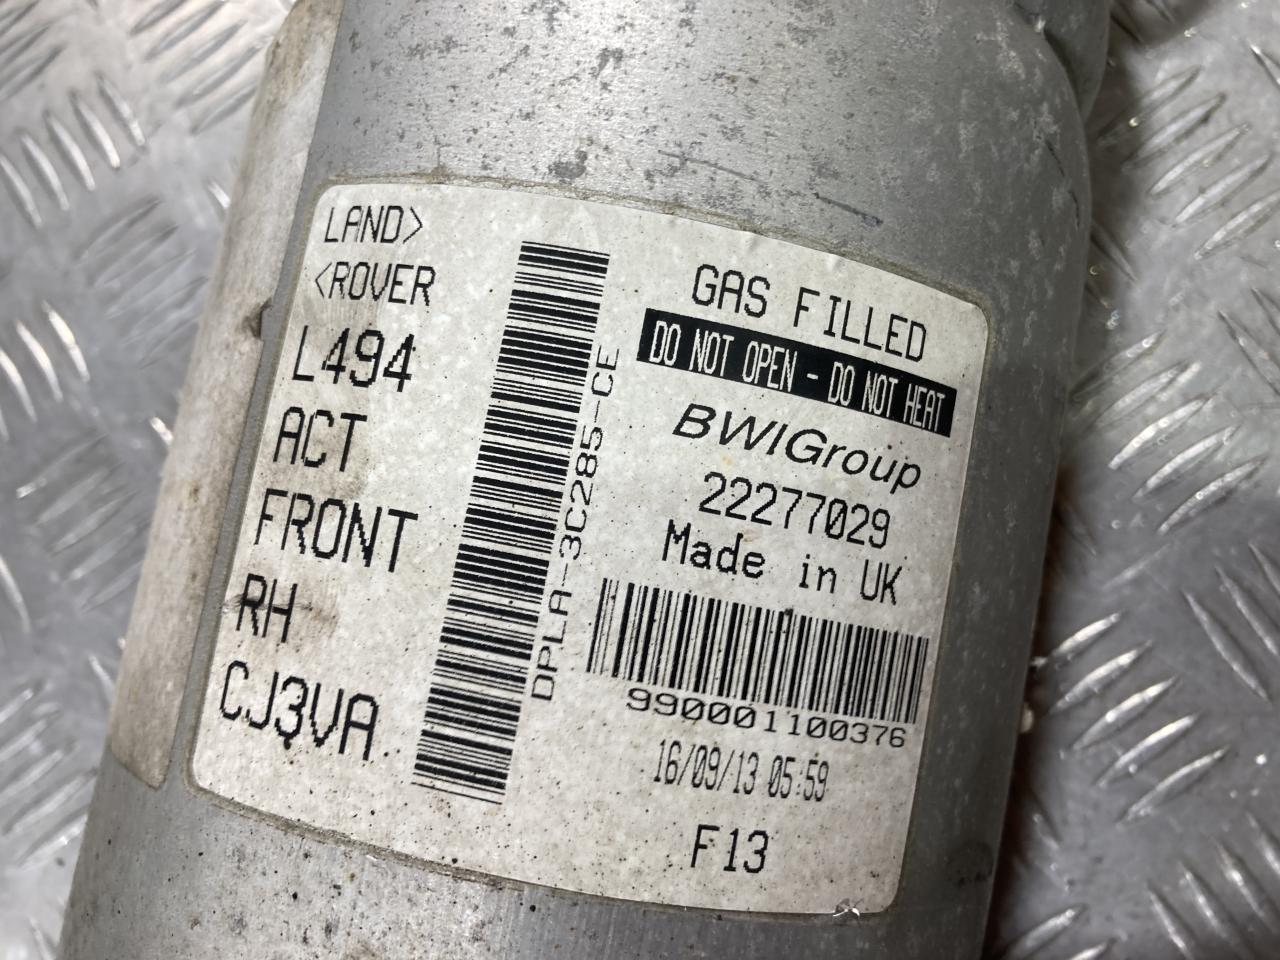 LAND>
<ROVER
L494
ACT
FRONT
RH
CJ3VA
DPLA-3C285-CE
GAS FILLED
DO NOT OPEN - DO NOT HEAT
BWIGroup
22277029
Made in UK
990001100376
16/09/13 05:59
F13